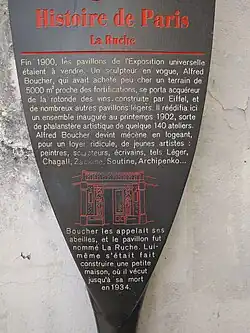 Histoire de Paris
La Ruche
Fin 1900, les pavillons de l'Exposition universelle
étaient à vendre. Un sculpteur en vogue, Alfred
Boucher, qui avait acheté peu cher un terrain de
5000 m² proche des fortifications, se porta acquéreur
de la rotonde des vins construite par Eiffel, et
de nombreux autres pavillons légers. Il réédifia ici
un ensemble inauguré au printemps 1902, sorte
de phalanstère artistique de quelque 140 ateliers.
Alfred Boucher devint mécène en logeant,
pour un loyer ridicule, de jeunes artistes :
peintres, sculpteurs, écrivains, tels Léger,
Chagall, Zadkine, Soutine, Archipenko...
Boucher les appelait ses
abeilles, et le pavillon fut
nommé La Ruche. Lui-
même s'était fait
construire une petite
maison, où il vécut
jusqu'à sa mort
en 1934.